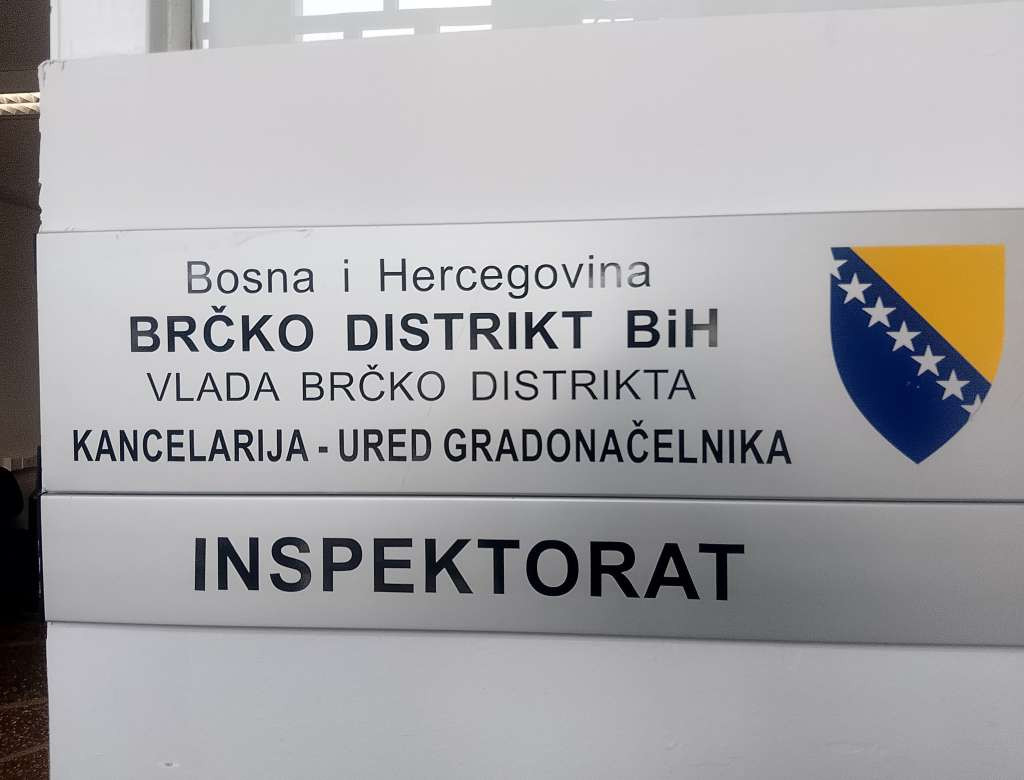 Bosna i Hercegovina
BRČKO DISTRIKT BiH
VLADA BRČKO DISTRIKTA
KANCELARIJA - URED GRADONAČELNIKA
INSPEKTORAT